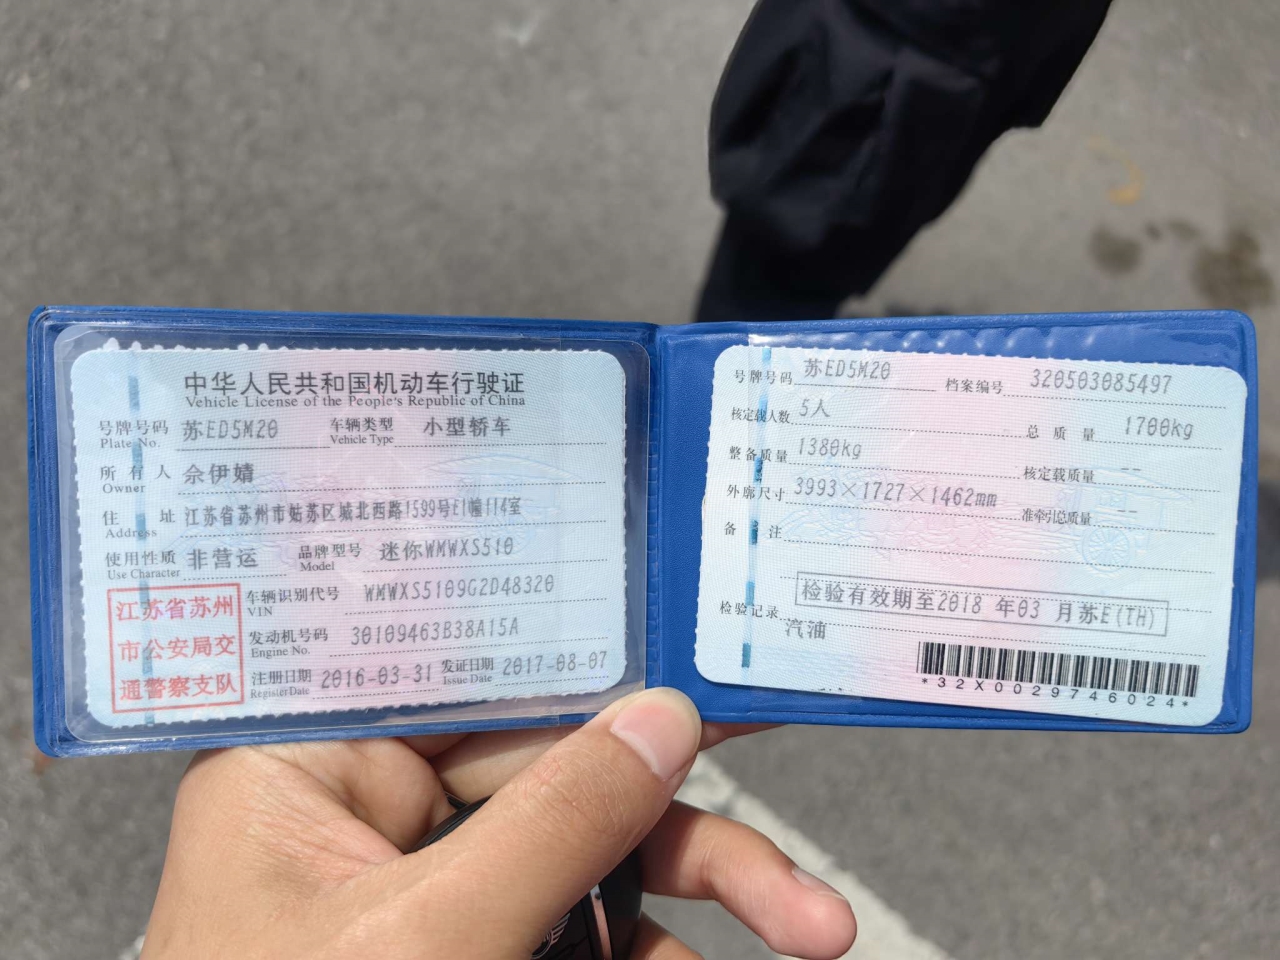 中华人民共和国机动车行驶证
Vehicle License of the People's Republic of China
号牌号码 苏ED5M20 车辆类型 小型轿车
Plate No. Vehicle Type
所有人 佘伊婧
Owner
住址 江苏省苏州市姑苏区城北西路1599号E1幢114室
Address
使用性质 非营运 品牌型号 迷你WMWXS510
Use Character Model
江苏省苏州
市公安局交
通警察支队
车辆识别代号 WMWXS5109G2D48320
VIN
发动机号码 30109463B38A15A
Engine No.
注册日期 2016-03-31 发证日期 2017-08-07
Register Date Issue Date
号牌号码 苏ED5M20 档案编号 320503085497
核定载人数 5人 总质量 1700kg
整备质量 1380kg 核定载质量 --
外廓尺寸 3993×1727×1462mm 准牵引总质量 --
备注
检验有效期至2018 年03 月苏E(TH)
检验记录
汽油
*32X0029746024*